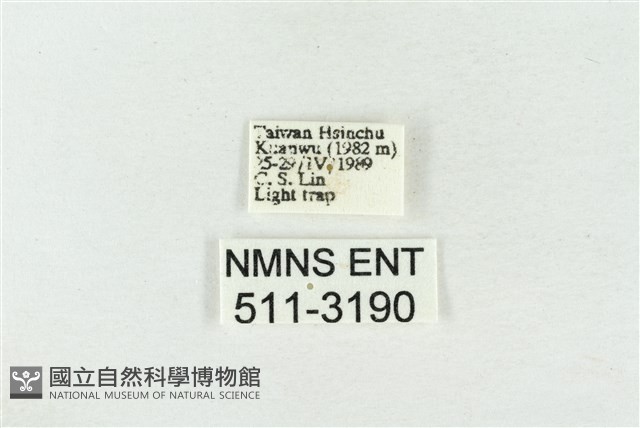 Taiwan Hsinchu
Kuanwu (1982 m)
25-29/IV/1989
C. S. Lin
Light trap
NMNS ENT
511-3190
國立自然科學博物館
NATIONAL MUSEUM OF NATURAL SCIENCE